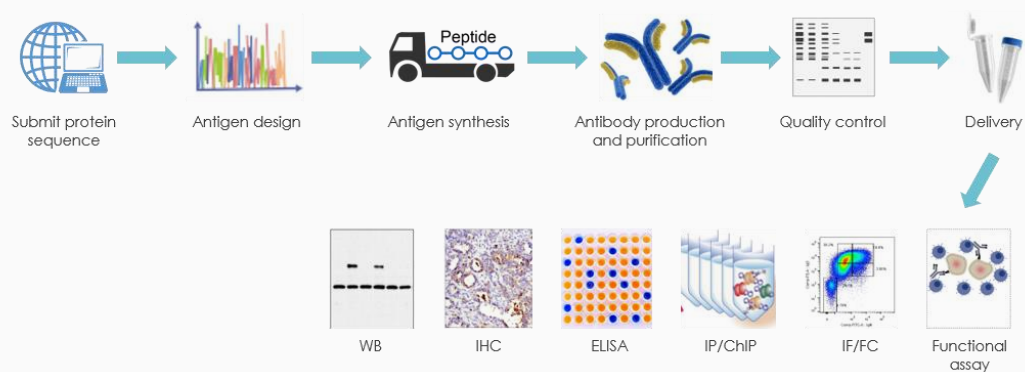 Peptide
Submit protein
sequence
Antigen design
Antigen synthesis
Antibody production
and purification
Quality control
Delivery
WB
IHC
ELISA
IP/ChIP
IF/FC
Functional
assay